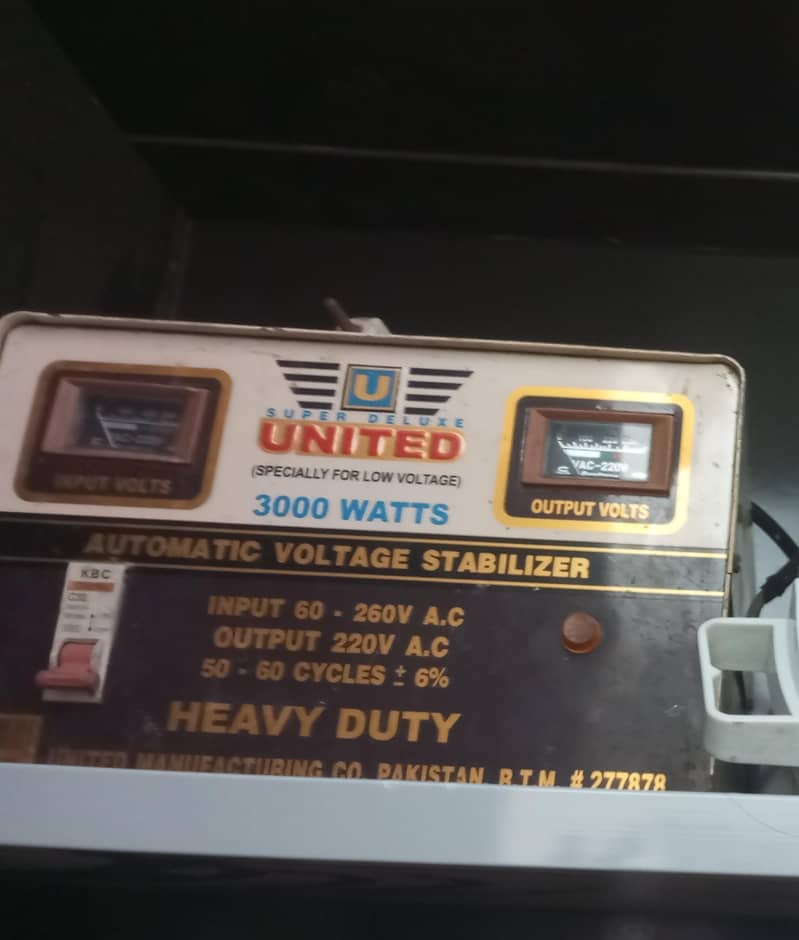 U
SUPER DELUXE
UNITED
(SPECIALLY FOR LOW VOLTAGE)
3000 WATTS
INPUT VOLTS
VAC-220V
OUTPUT VOLTS
AUTOMATIC VOLTAGE STABILIZER
KBC
INPUT 60 - 260V A.C
OUTPUT 220V A.C
50 - 60 CYCLES ± 6%
HEAVY DUTY
UNITED MANUFACTURING CO. PAKISTAN R.T.M. # 277878